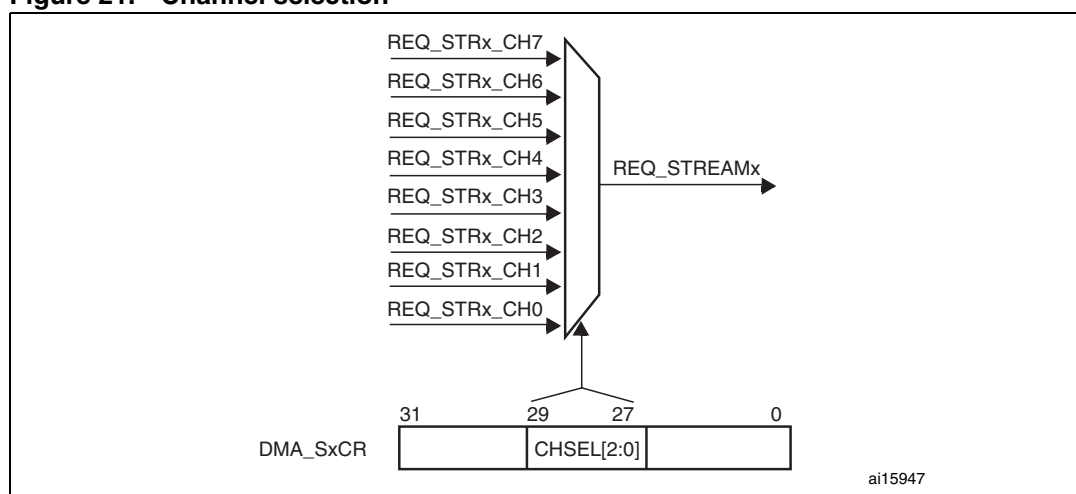 Figure 21. Channel selection
REQ_STRx_CH7
REQ_STRx_CH6
REQ_STRx_CH5
REQ_STRx_CH4
REQ_STREAMx
REQ_STRx_CH3
REQ_STRx_CH2
REQ_STRx_CH1
REQ_STRx_CH0
31 29 27 0
DMA_SxCR CHSEL[2:0]
ai15947